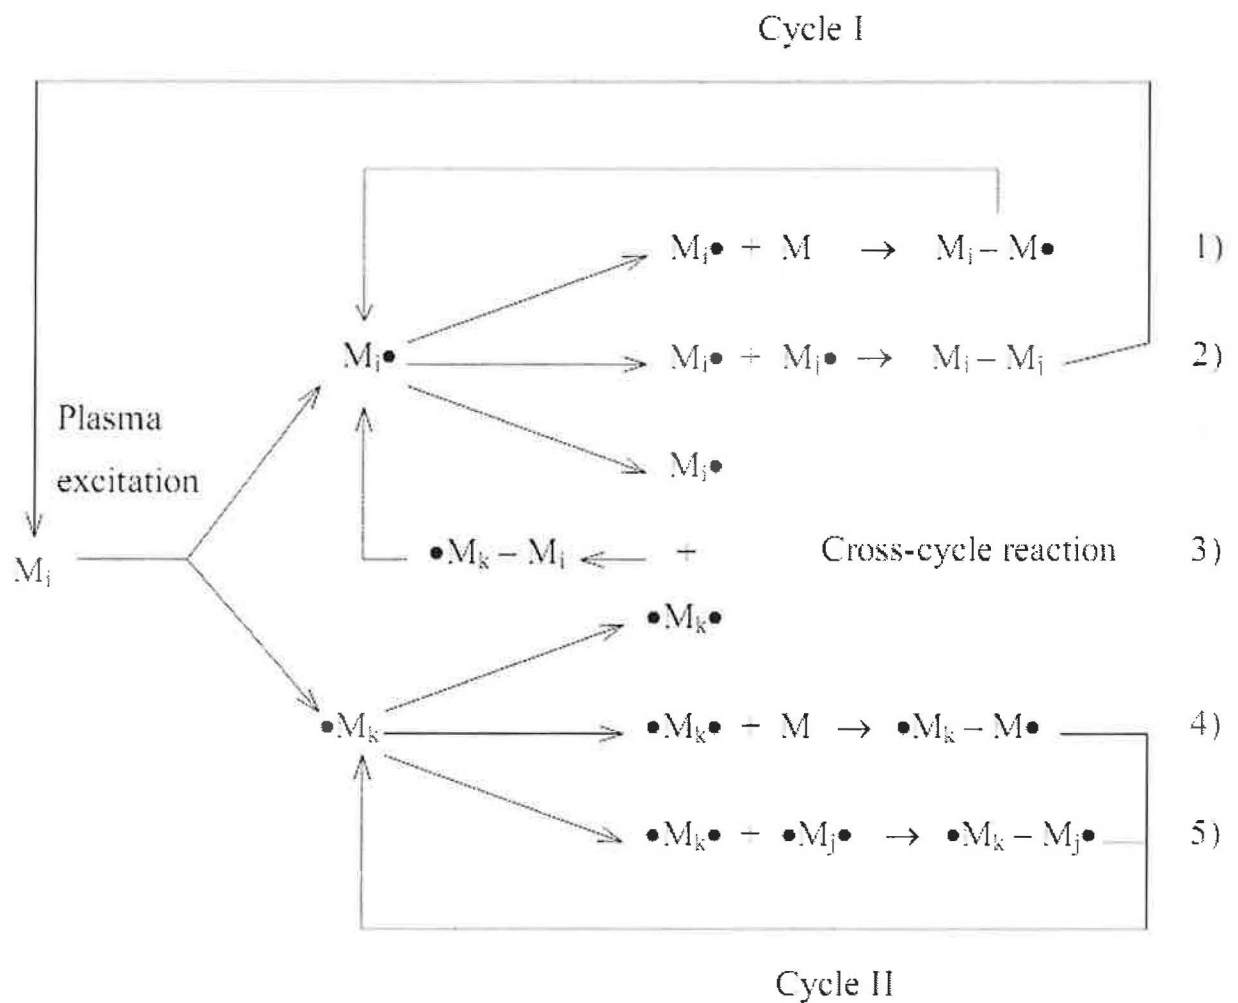 Cycle I
Mᵢ● + M → Mᵢ – M● 1)
Mᵢ● Mᵢ● + Mⱼ● → Mᵢ – Mⱼ 2)
Plasma
excitation
Mᵢ●
Mᵢ ●Mₖ – Mᵢ + Cross-cycle reaction 3)
●Mₖ●
●Mₖ ●Mₖ● + M → ●Mₖ – M● 4)
●Mₖ● + ●Mⱼ● → ●Mₖ – Mⱼ● 5)
Cycle II